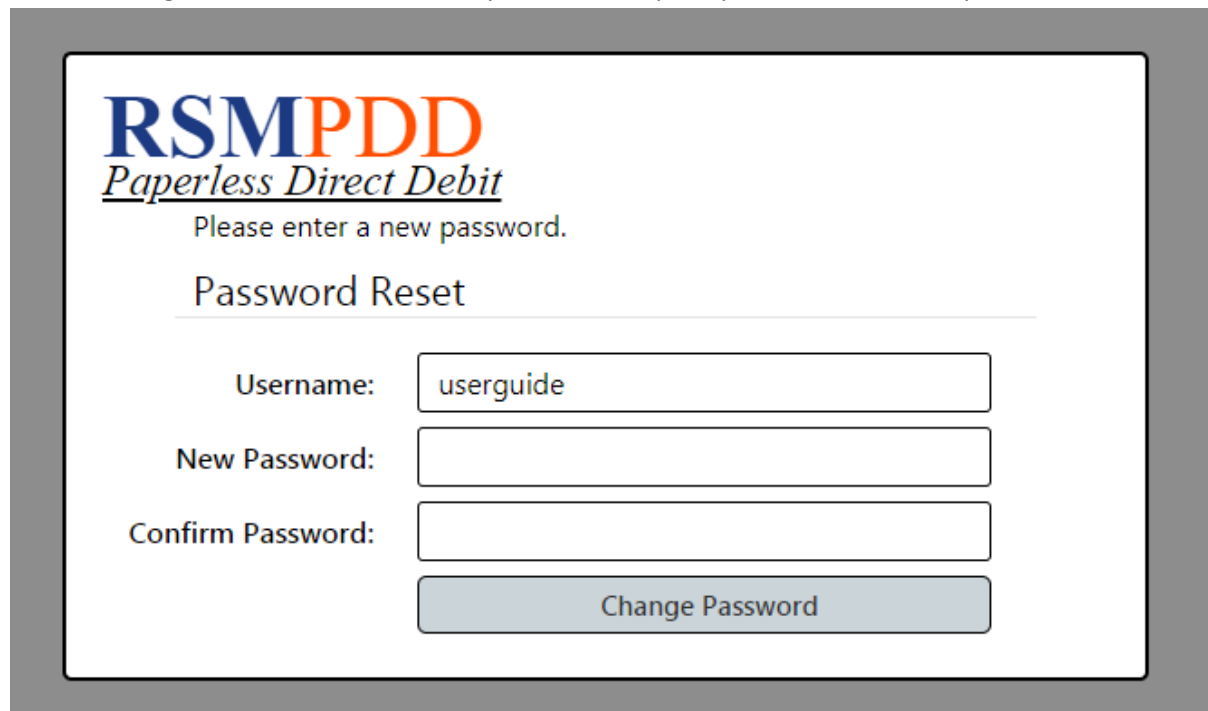 RSMPDD
Paperless Direct Debit
Please enter a new password.
Password Reset
Username: userguide
New Password:
Confirm Password:
Change Password